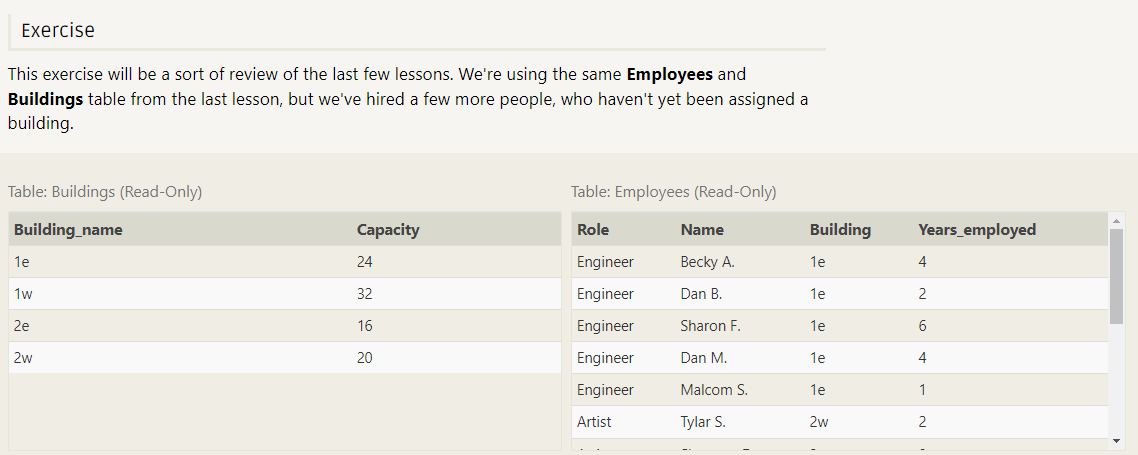 Exercise
This exercise will be a sort of review of the last few lessons. We're using the same Employees and
Buildings table from the last lesson, but we've hired a few more people, who haven't yet been assigned a
building.
Table: Buildings (Read-Only)
Building_name Capacity
1e 24
1w 32
2e 16
2w 20
Table: Employees (Read-Only)
Role Name Building Years_employed
Engineer Becky A. 1e 4
Engineer Dan B. 1e 2
Engineer Sharon F. 1e 6
Engineer Dan M. 1e 4
Engineer Malcom S. 1e 1
Artist Tylar S. 2w 2